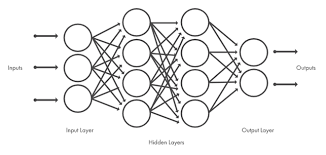 Inputs
Outputs
Input Layer
Output Layer
Hidden Layers